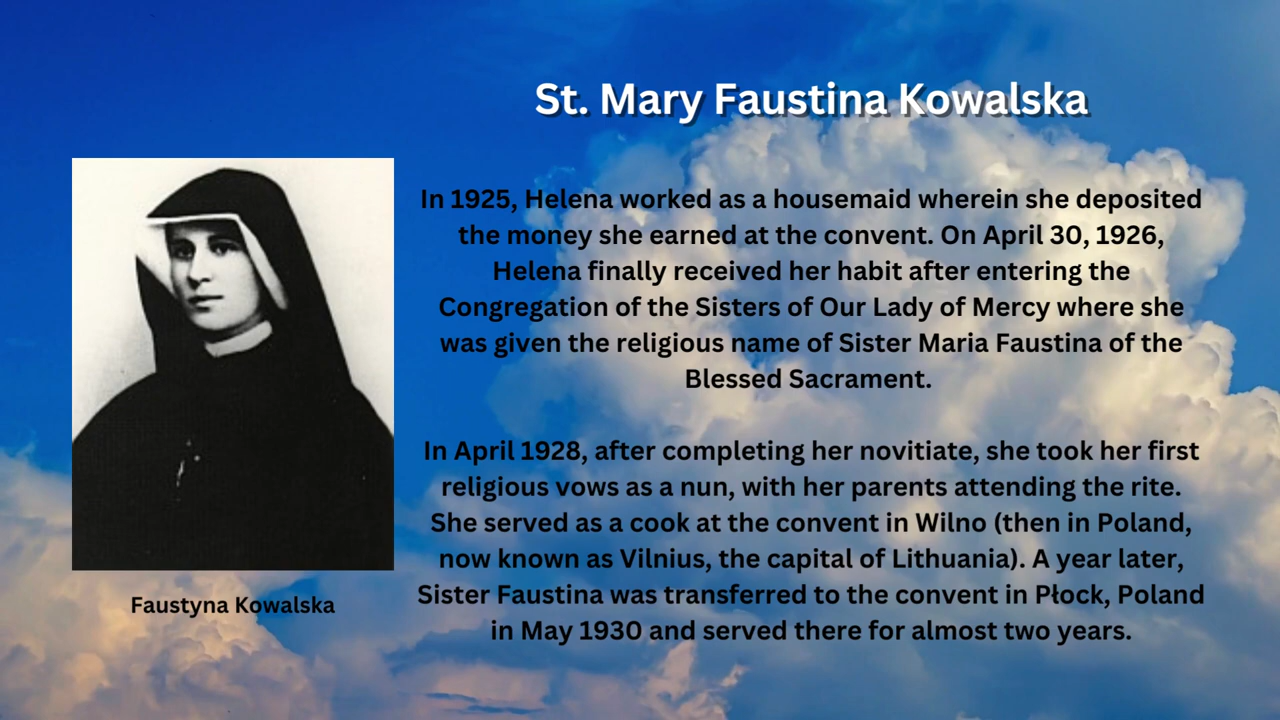 St. Mary Faustina Kowalska
In 1925, Helena worked as a housemaid wherein she deposited
the money she earned at the convent. On April 30, 1926,
Helena finally received her habit after entering the
Congregation of the Sisters of Our Lady of Mercy where she
was given the religious name of Sister Maria Faustina of the
Blessed Sacrament.
In April 1928, after completing her novitiate, she took her first
religious vows as a nun, with her parents attending the rite.
She served as a cook at the convent in Wilno (then in Poland,
now known as Vilnius, the capital of Lithuania). A year later,
Sister Faustina was transferred to the convent in Płock, Poland
in May 1930 and served there for almost two years.
Faustyna Kowalska